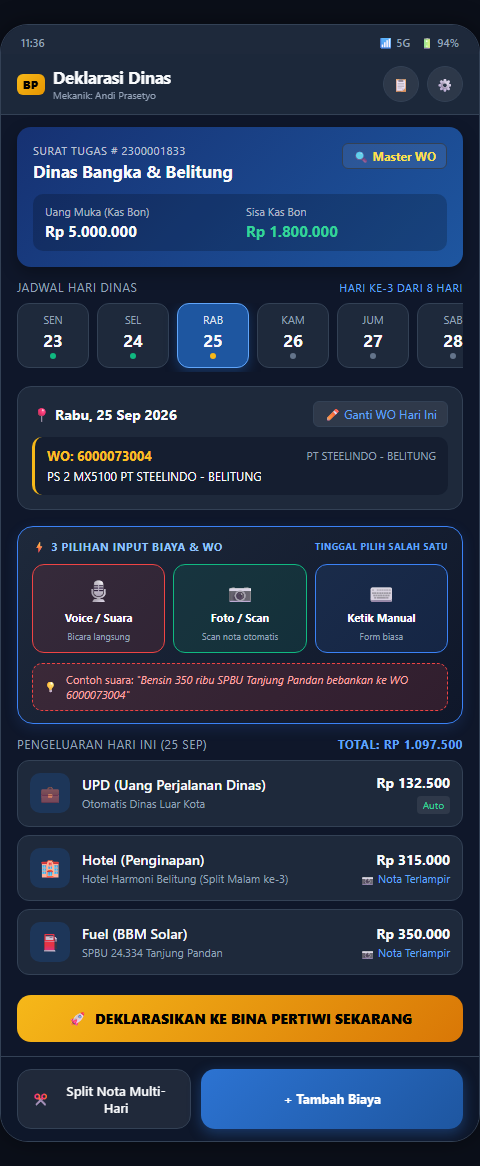 11:36
5G
94%
BP
Deklarasi Dinas
Mekanik: Andi Prasetyo
SURAT TUGAS # 2300001833
Dinas Bangka & Belitung
Master WO
Uang Muka (Kas Bon)
Rp 5.000.000
Sisa Kas Bon
Rp 1.800.000
JADWAL HARI DINAS
HARI KE-3 DARI 8 HARI
SEN
23
SEL
24
RAB
25
KAM
26
JUM
27
SAB
28
Rabu, 25 Sep 2026
Ganti WO Hari Ini
WO: 6000073004
PT STEELINDO - BELITUNG
PS 2 MX5100 PT STEELINDO - BELITUNG
3 PILIHAN INPUT BIAYA & WO
TINGGAL PILIH SALAH SATU
Voice / Suara
Bicara langsung
Foto / Scan
Scan nota otomatis
Ketik Manual
Form biasa
Contoh suara: "Bensin 350 ribu SPBU Tanjung Pandan bebankan ke WO
6000073004"
PENGELUARAN HARI INI (25 SEP)
TOTAL: RP 1.097.500
UPD (Uang Perjalanan Dinas)
Otomatis Dinas Luar Kota
Rp 132.500
Auto
Hotel (Penginapan)
Hotel Harmoni Belitung (Split Malam ke-3)
Rp 315.000
Nota Terlampir
Fuel (BBM Solar)
SPBU 24.334 Tanjung Pandan
Rp 350.000
Nota Terlampir
DEKLARASIKAN KE BINA PERTIWI SEKARANG
Split Nota Multi-
Hari
+ Tambah Biaya